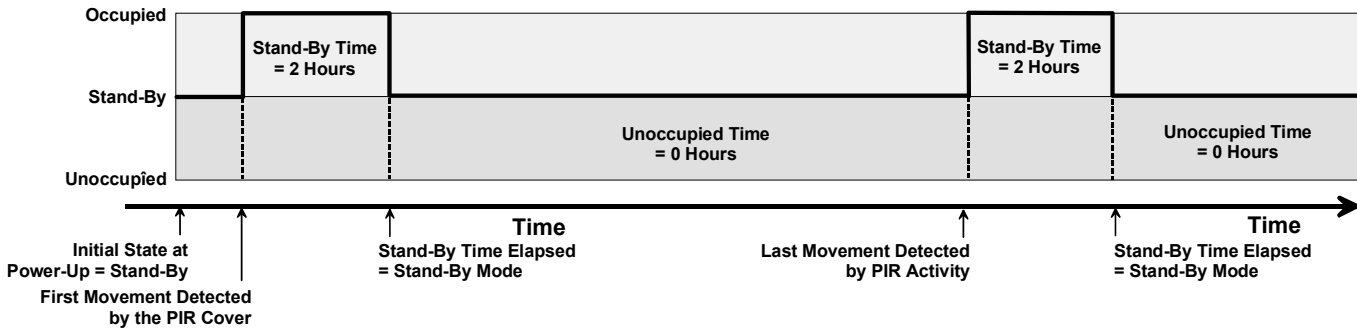 Occupied
Stand-By Time
= 2 Hours
Stand-By Time
= 2 Hours
Stand-By
Unoccupied Time
= 0 Hours
Unoccupied Time
= 0 Hours
Unoccupîed
Time
Time
Initial State at
Power-Up = Stand-By
Stand-By Time Elapsed
= Stand-By Mode
Last Movement Detected
by PIR Activity
Stand-By Time Elapsed
= Stand-By Mode
First Movement Detected
by the PIR Cover